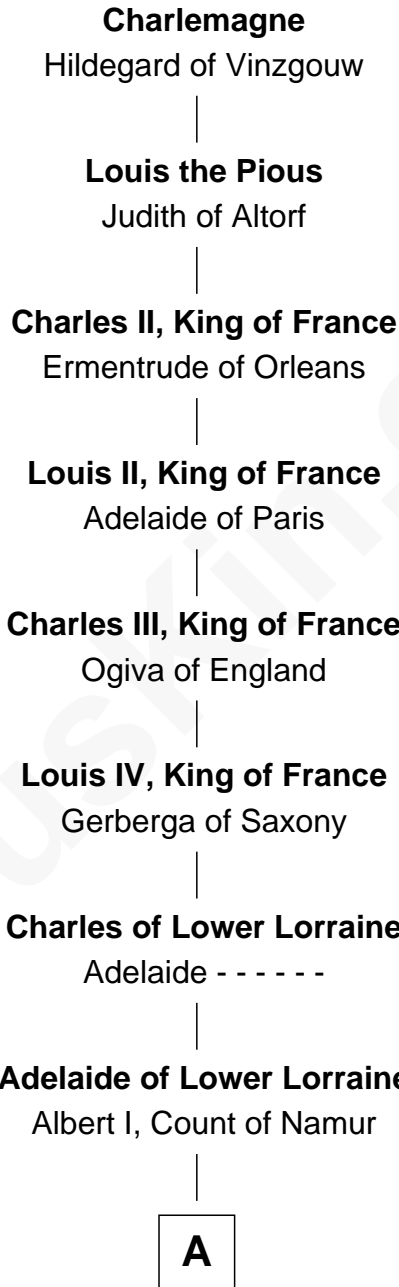 Charlemagne
Hildegard of Vinzgouw
Louis the Pious
Judith of Altorf
Charles II, King of France
Ermentrude of Orleans
Louis II, King of France
Adelaide of Paris
Charles III, King of France
Ogiva of England
Louis IV, King of France
Gerberga of Saxony
Charles of Lower Lorraine
Adelaide - - - - - -
Adelaide of Lower Lorraine
Albert I, Count of Namur
A